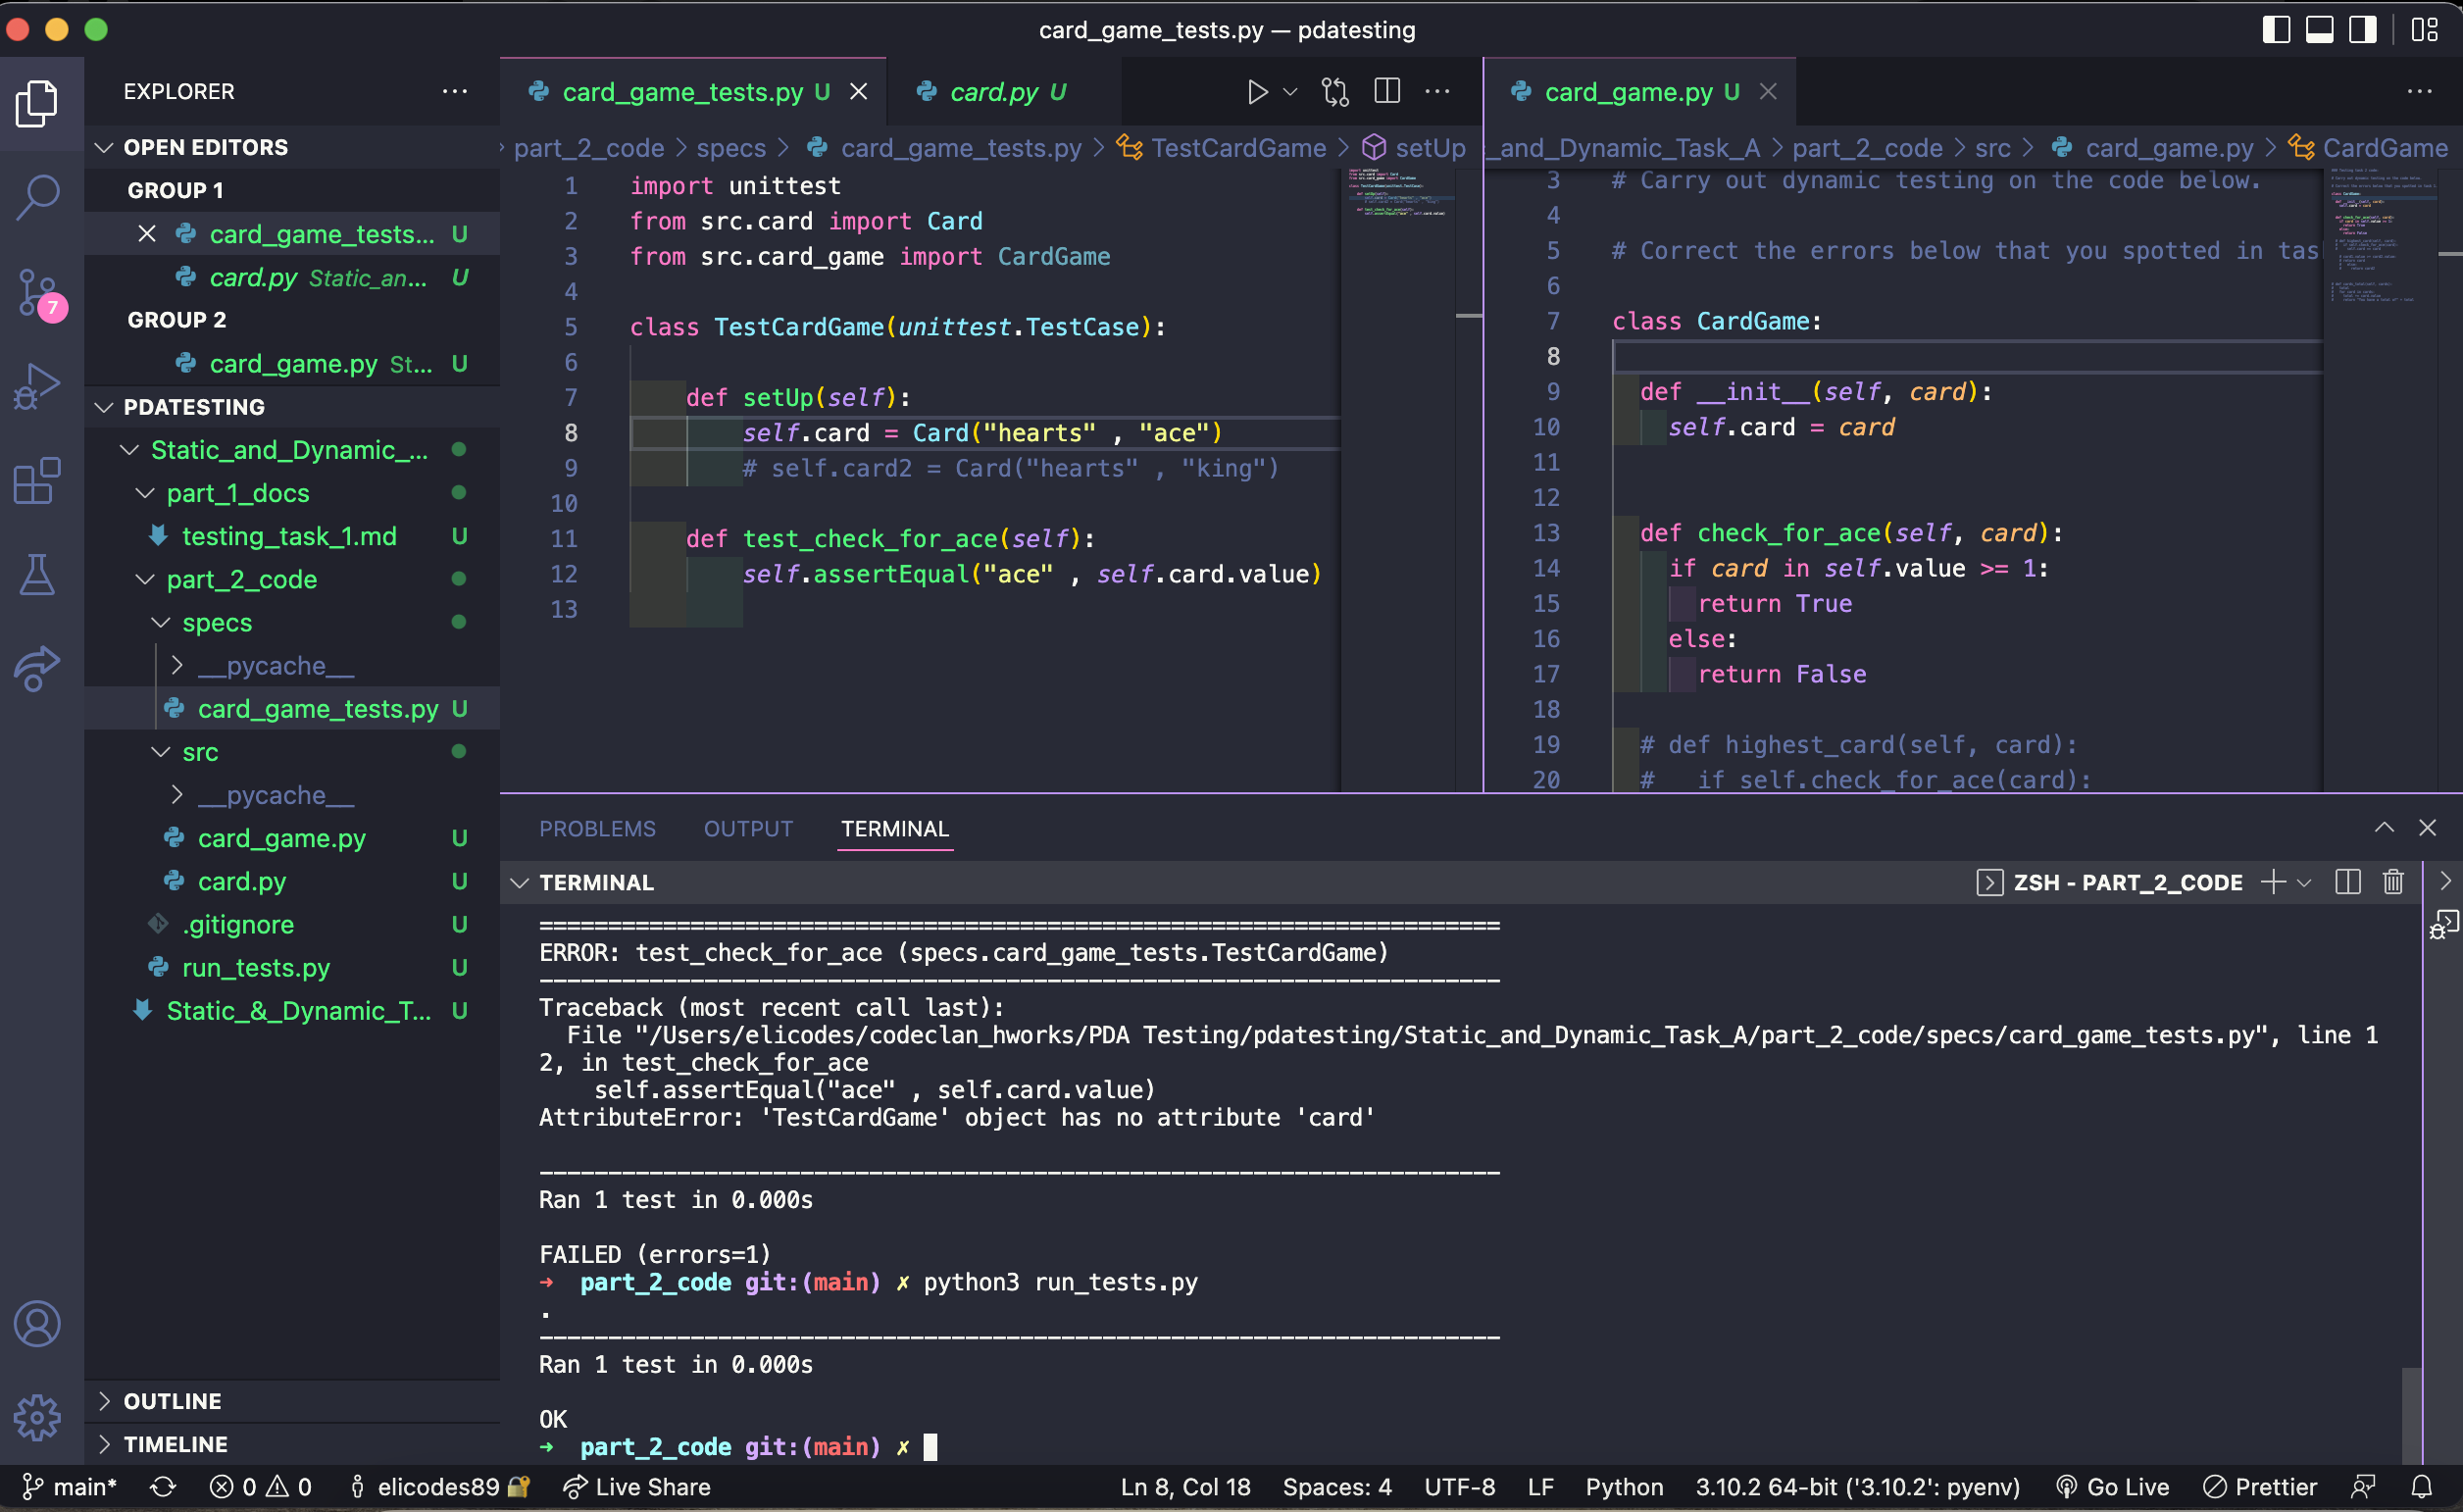 card_game_tests.py — pdatesting
EXPLORER
OPEN EDITORS
GROUP 1
card_game_tests... U
card.py Static_an... U
GROUP 2
card_game.py St... U
PDATESTING
Static_and_Dynamic_...
part_1_docs
testing_task_1.md U
part_2_code
specs
__pycache__
card_game_tests.py U
src
__pycache__
card_game.py U
card.py U
.gitignore U
run_tests.py U
Static_&_Dynamic_T... U
OUTLINE
TIMELINE
7
card_game_tests.py U
card.py U
part_2_code > specs > card_game_tests.py > TestCardGame > setUp
1 import unittest
2 from src.card import Card
3 from src.card_game import CardGame
4
5 class TestCardGame(unittest.TestCase):
6
7 def setUp(self):
8 self.card = Card("hearts" , "ace")
9 # self.card2 = Card("hearts" , "king")
10
11 def test_check_for_ace(self):
12 self.assertEqual("ace" , self.card.value)
13
card_game.py U
_and_Dynamic_Task_A > part_2_code > src > card_game.py > CardGame
3 # Carry out dynamic testing on the code below.
4
5 # Correct the errors below that you spotted in tas
6
7 class CardGame:
8
9 def __init__(self, card):
10 self.card = card
11
12
13 def check_for_ace(self, card):
14 if card in self.value >= 1:
15 return True
16 else:
17 return False
18
19 # def highest_card(self, card):
20 # if self.check_for_ace(card):
PROBLEMS OUTPUT TERMINAL
TERMINAL
ZSH - PART_2_CODE
======================================================================
ERROR: test_check_for_ace (specs.card_game_tests.TestCardGame)
----------------------------------------------------------------------
Traceback (most recent call last):
File "/Users/elicodes/codeclan_hworks/PDA Testing/pdatesting/Static_and_Dynamic_Task_A/part_2_code/specs/card_game_tests.py", line 1
2, in test_check_for_ace
self.assertEqual("ace" , self.card.value)
AttributeError: 'TestCardGame' object has no attribute 'card'
----------------------------------------------------------------------
Ran 1 test in 0.000s
FAILED (errors=1)
➜ part_2_code git:(main) ✗ python3 run_tests.py
.
----------------------------------------------------------------------
Ran 1 test in 0.000s
OK
➜ part_2_code git:(main) ✗
main* 0 0 elicodes89 Live Share Ln 8, Col 18 Spaces: 4 UTF-8 LF Python 3.10.2 64-bit ('3.10.2': pyenv) Go Live Prettier